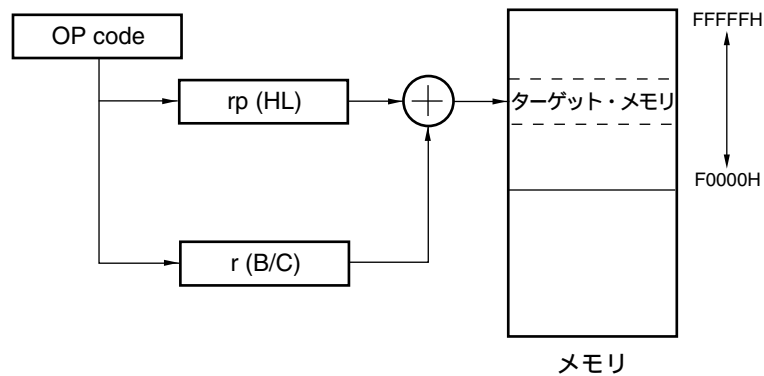 OP code
FFFFFH
rp (HL)
ターゲット・メモリ
F0000H
r (B/C)
メモリ